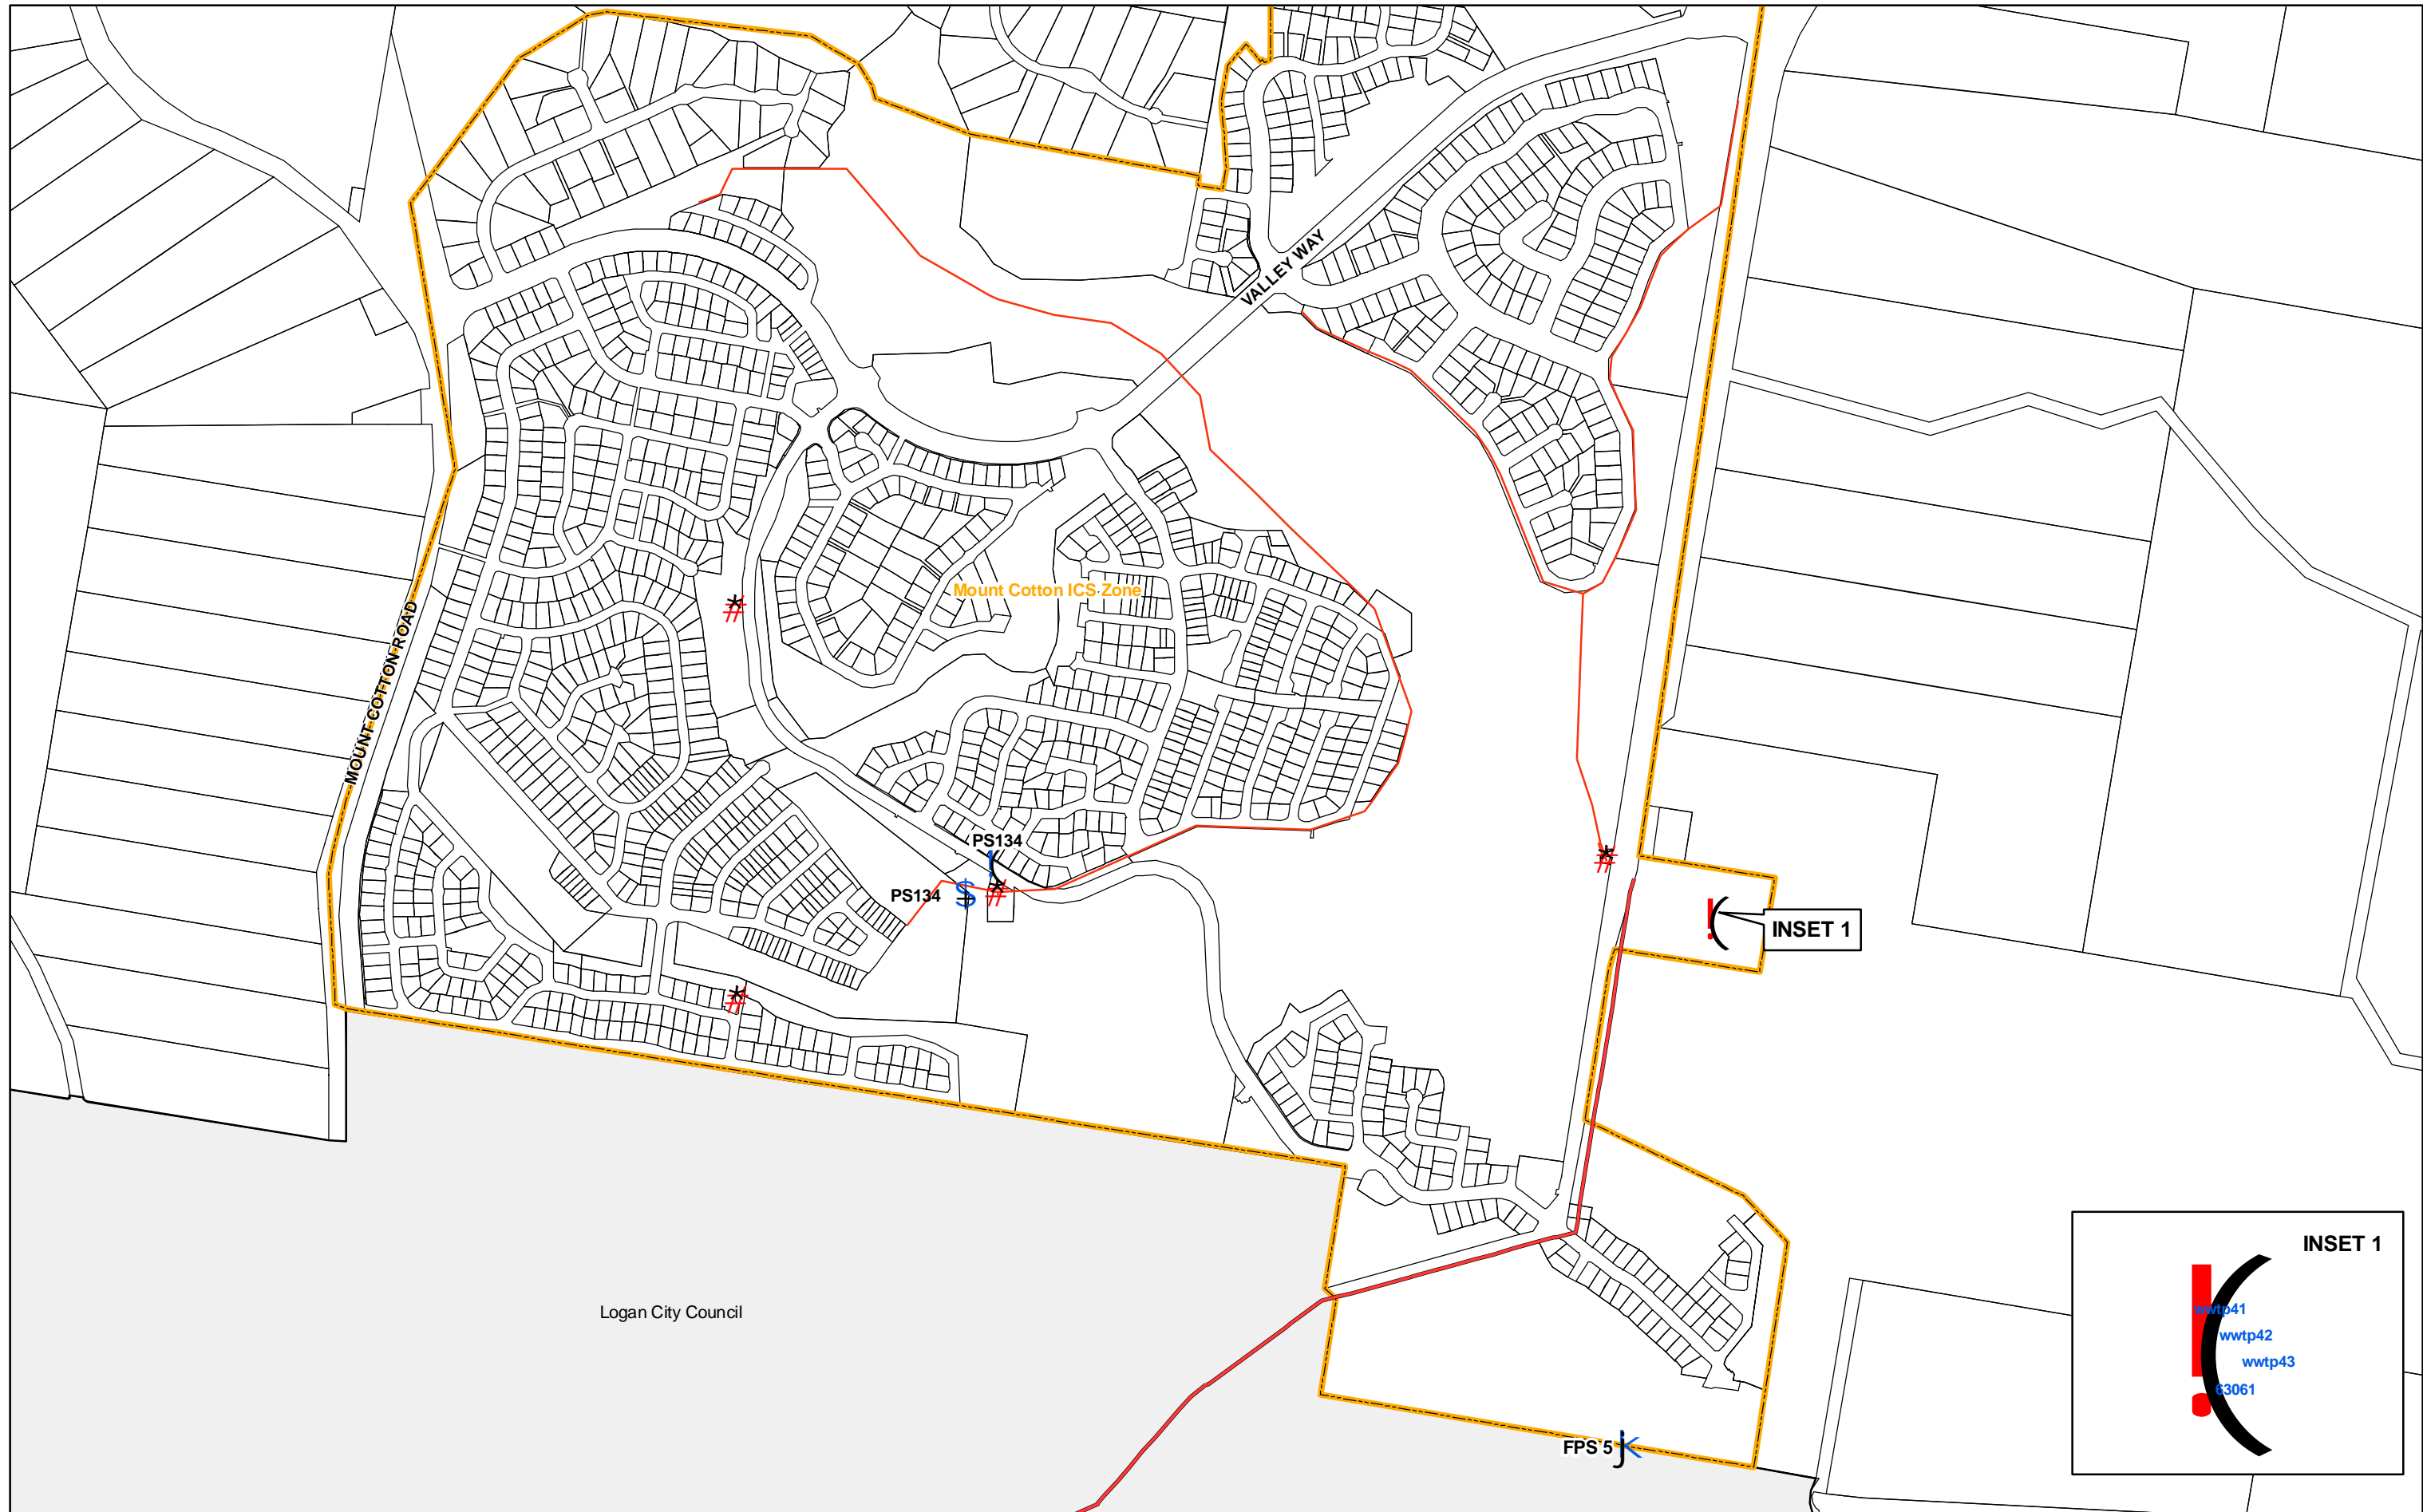 VALLEY WAY
Mount Cotton ICS Zone
MOUNT COTTON ROAD
PS134
PS134
INSET 1
Logan City Council
FPS 5
INSET 1
wwtp41
wwtp42
wwtp43
63061